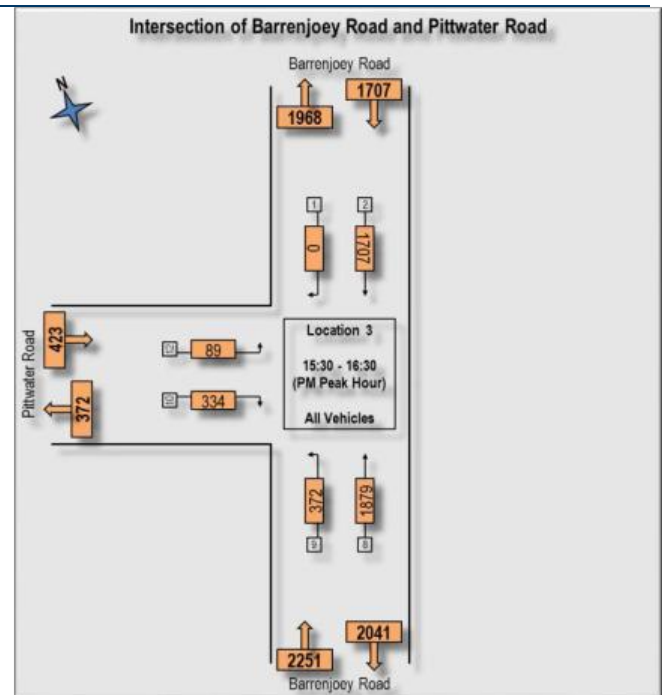 Intersection of Barrenjoey Road and Pittwater Road
Barrenjoey Road
N
1707
1968
1
2
0
1707
Pittwater Road
423
372
12
89
10
334
Location 3
15:30 - 16:30
(PM Peak Hour)
All Vehicles
372
1879
9
8
2041
2251
Barrenjoey Road